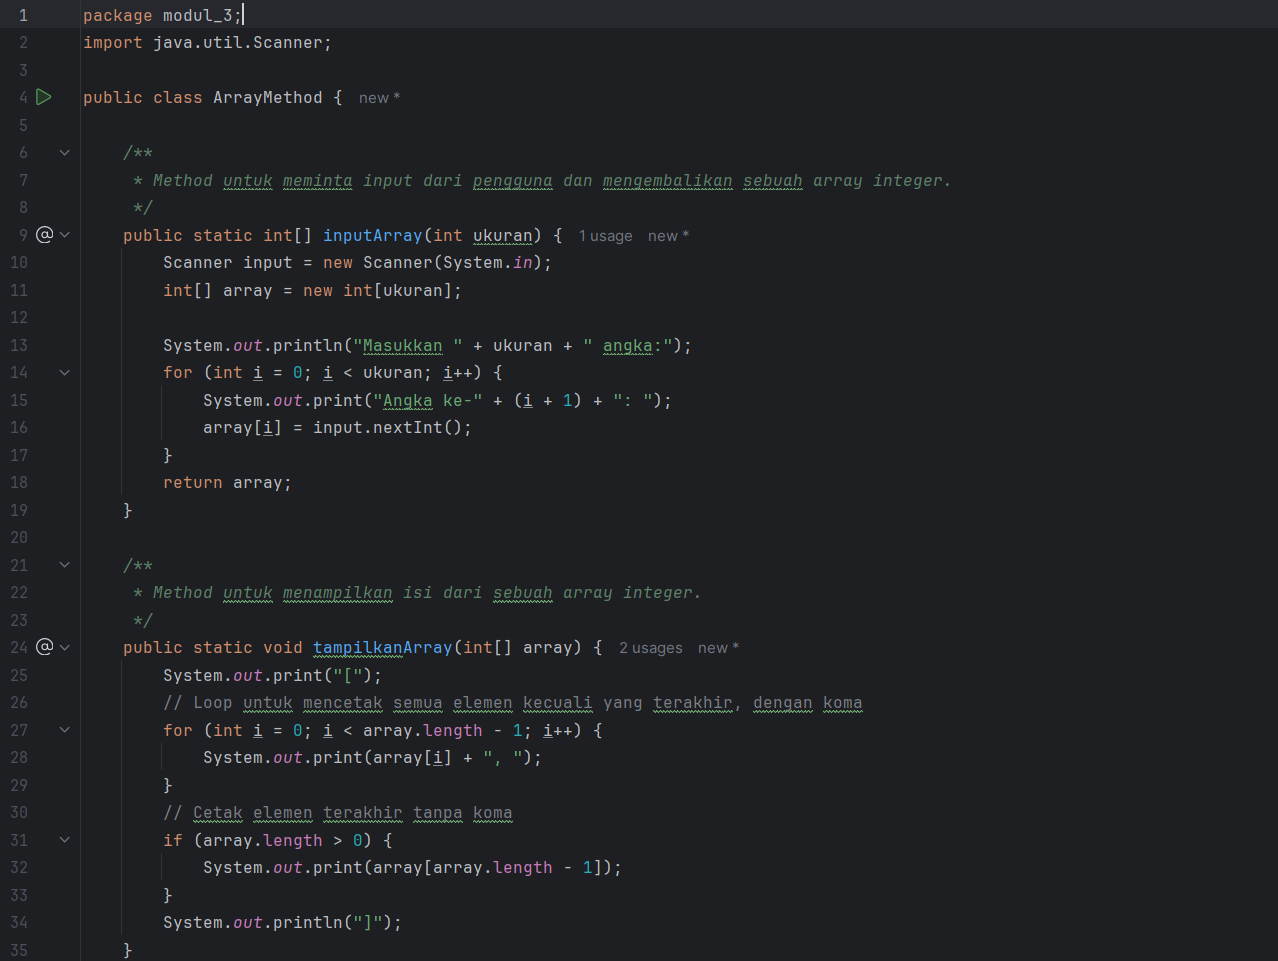 1 package modul_3;
2 import java.util.Scanner;
3
4 public class ArrayMethod { new *
5
6 /**
7 * Method untuk meminta input dari pengguna dan mengembalikan sebuah array integer.
8 */
9 @ public static int[] inputArray(int ukuran) { 1 usage new *
10 Scanner input = new Scanner(System.in);
11 int[] array = new int[ukuran];
12
13 System.out.println("Masukkan " + ukuran + " angka:");
14 for (int i = 0; i < ukuran; i++) {
15 System.out.print("Angka ke-" + (i + 1) + ": ");
16 array[i] = input.nextInt();
17 }
18 return array;
19 }
20
21 /**
22 * Method untuk menampilkan isi dari sebuah array integer.
23 */
24 @ public static void tampilkanArray(int[] array) { 2 usages new *
25 System.out.print("[");
26 // Loop untuk mencetak semua elemen kecuali yang terakhir, dengan koma
27 for (int i = 0; i < array.length - 1; i++) {
28 System.out.print(array[i] + ", ");
29 }
30 // Cetak elemen terakhir tanpa koma
31 if (array.length > 0) {
32 System.out.print(array[array.length - 1]);
33 }
34 System.out.println("]");
35 }